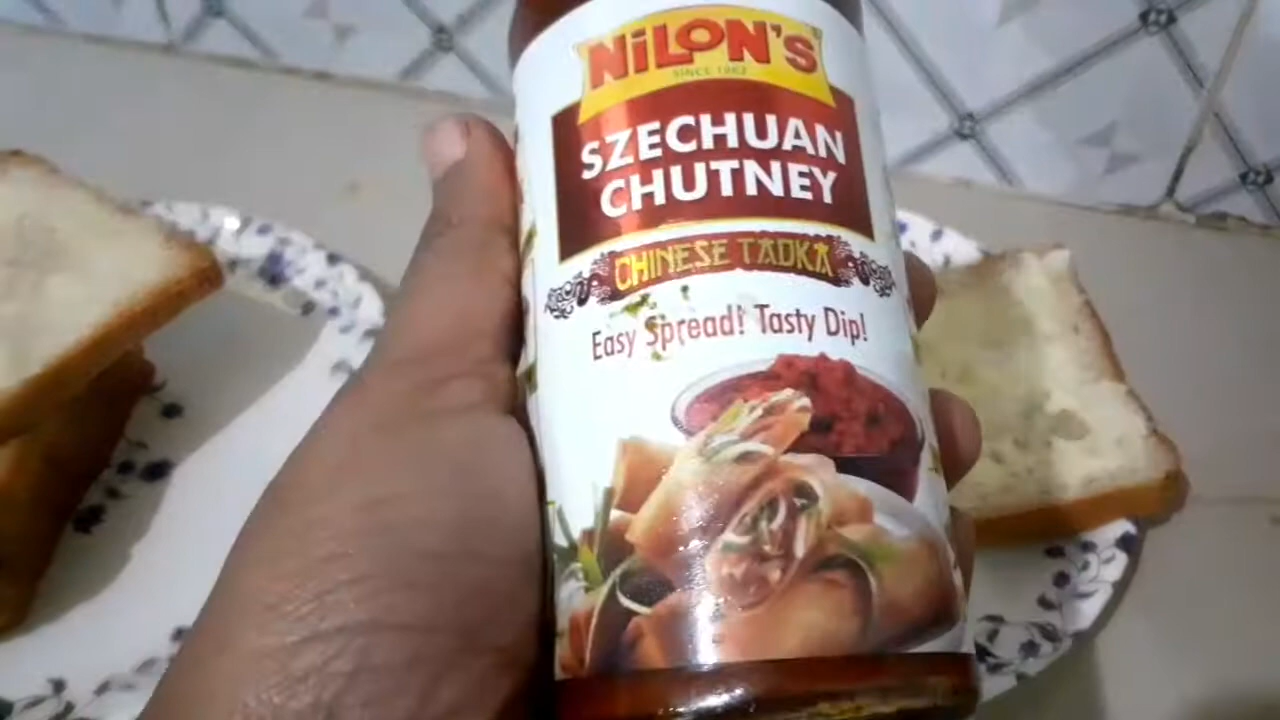 NiLON'S
SINCE 1962
SZECHUAN
CHUTNEY
CHINESE TADKA
Easy Spread! Tasty Dip!